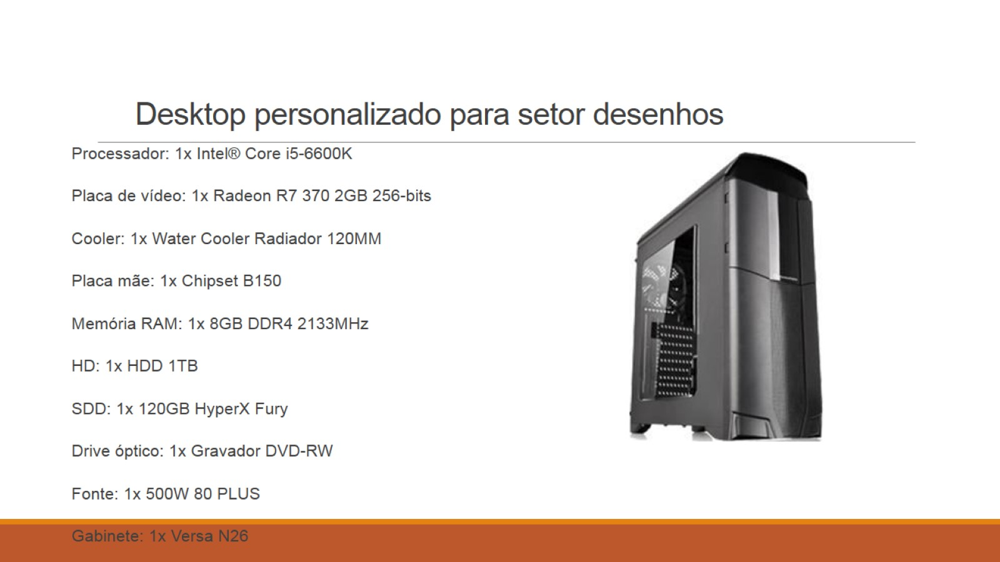 Desktop personalizado para setor desenhos
Processador: 1x Intel® Core i5-6600K
Placa de vídeo: 1x Radeon R7 370 2GB 256-bits
Cooler: 1x Water Cooler Radiador 120MM
Placa mãe: 1x Chipset B150
Memória RAM: 1x 8GB DDR4 2133MHz
HD: 1x HDD 1TB
SDD: 1x 120GB HyperX Fury
Drive óptico: 1x Gravador DVD-RW
Fonte: 1x 500W 80 PLUS
Gabinete: 1x Versa N26